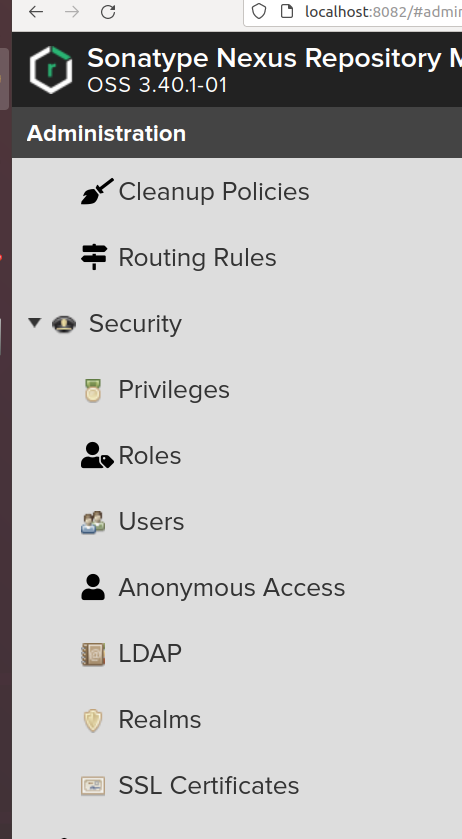 localhost:8082/#admin
Sonatype Nexus Repository M
OSS 3.40.1-01
Administration
Cleanup Policies
Routing Rules
Security
Privileges
Roles
Users
Anonymous Access
LDAP
Realms
SSL Certificates